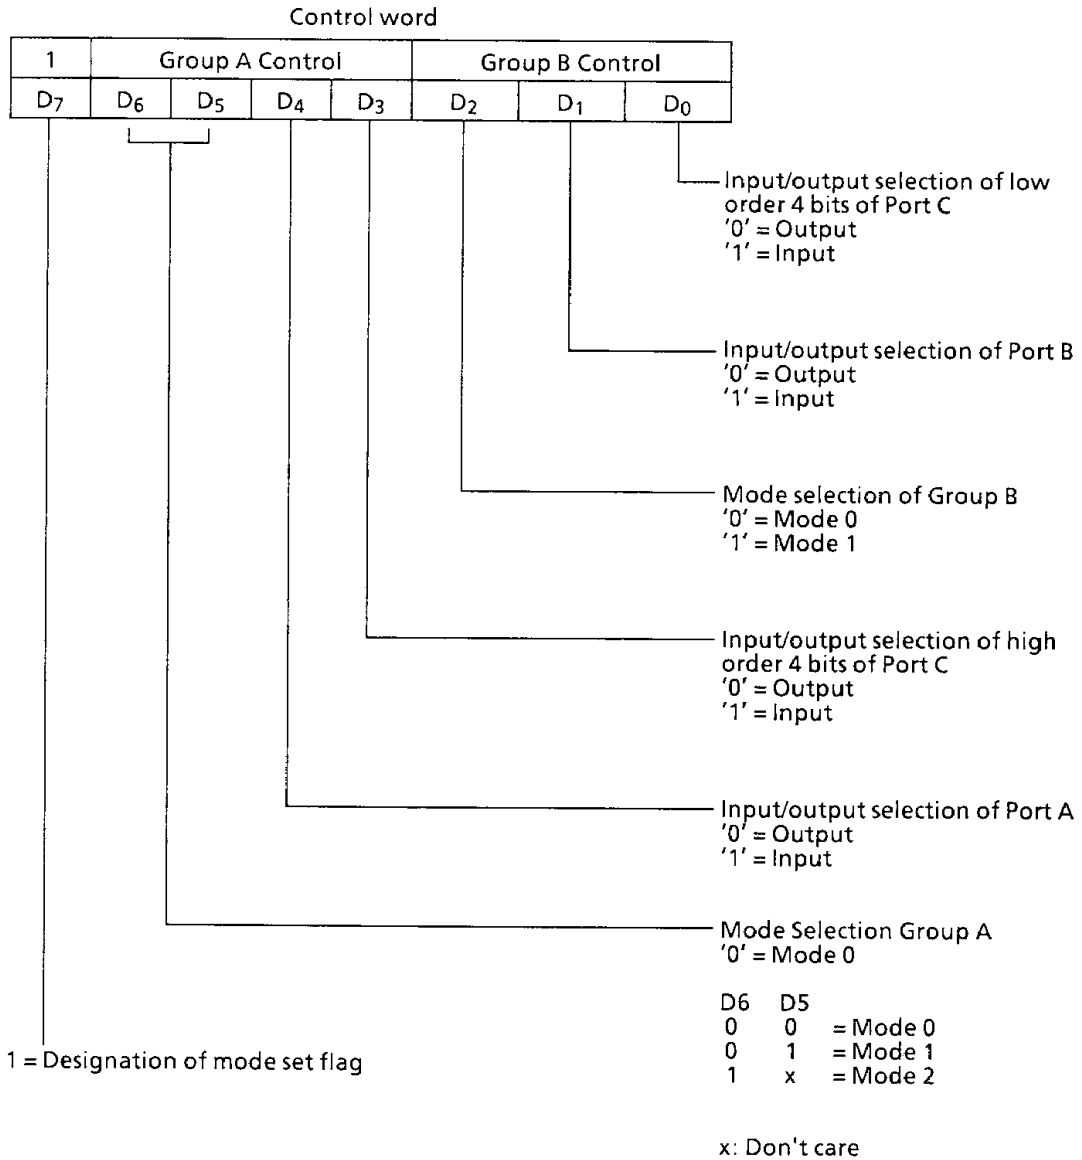 Control word
1 Group A Control Group B Control
D7 D6 D5 D4 D3 D2 D1 D0
Input/output selection of low
order 4 bits of Port C
'0' = Output
'1' = Input
Input/output selection of Port B
'0' = Output
'1' = Input
Mode selection of Group B
'0' = Mode 0
'1' = Mode 1
Input/output selection of high
order 4 bits of Port C
'0' = Output
'1' = Input
Input/output selection of Port A
'0' = Output
'1' = Input
Mode Selection Group A
'0' = Mode 0
D6 D5
0 0 = Mode 0
0 1 = Mode 1
1 x = Mode 2
1 = Designation of mode set flag
x: Don't care